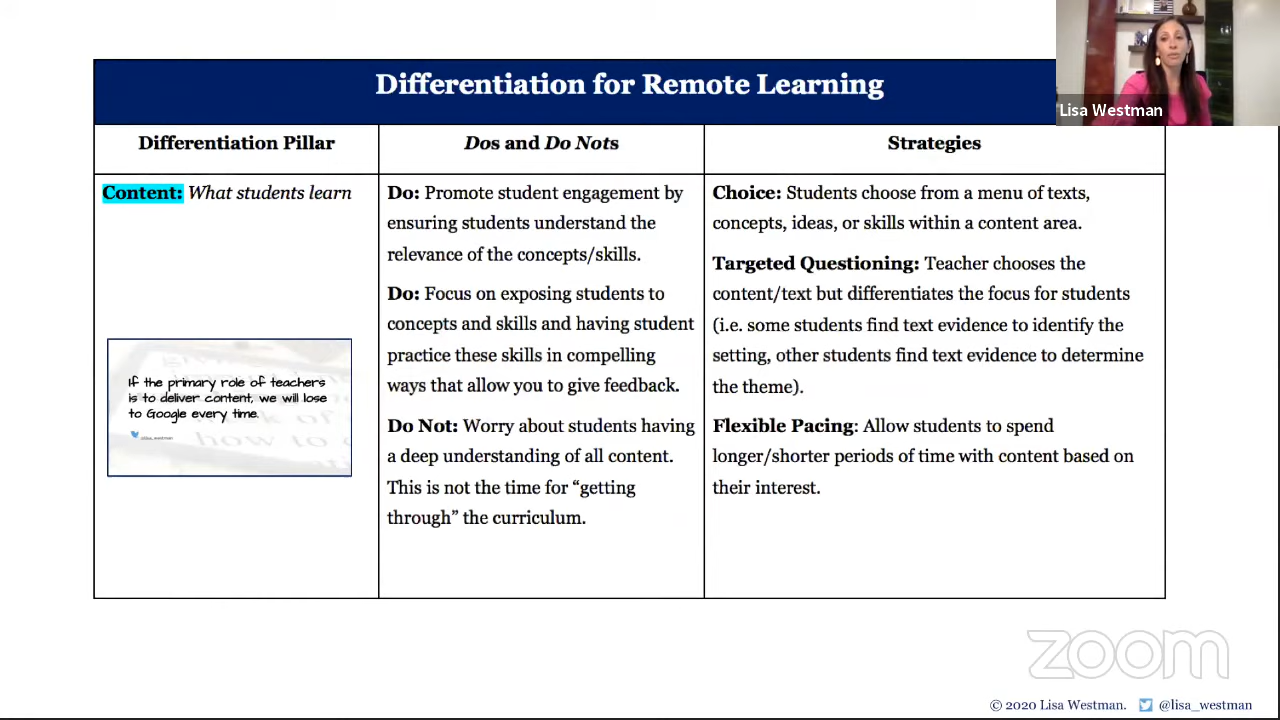 Differentiation for Remote Learning
Lisa Westman
Differentiation Pillar
Dos and Do Nots
Strategies
Content: What students learn
If the primary role of teachers
is to deliver content, we will lose
to Google every time.
@lisa_westman
Do: Promote student engagement by
ensuring students understand the
relevance of the concepts/skills.
Do: Focus on exposing students to
concepts and skills and having student
practice these skills in compelling
ways that allow you to give feedback.
Do Not: Worry about students having
a deep understanding of all content.
This is not the time for “getting
through” the curriculum.
Choice: Students choose from a menu of texts,
concepts, ideas, or skills within a content area.
Targeted Questioning: Teacher chooses the
content/text but differentiates the focus for students
(i.e. some students find text evidence to identify the
setting, other students find text evidence to determine
the theme).
Flexible Pacing: Allow students to spend
longer/shorter periods of time with content based on
their interest.
zoom
© 2020 Lisa Westman. @lisa_westman